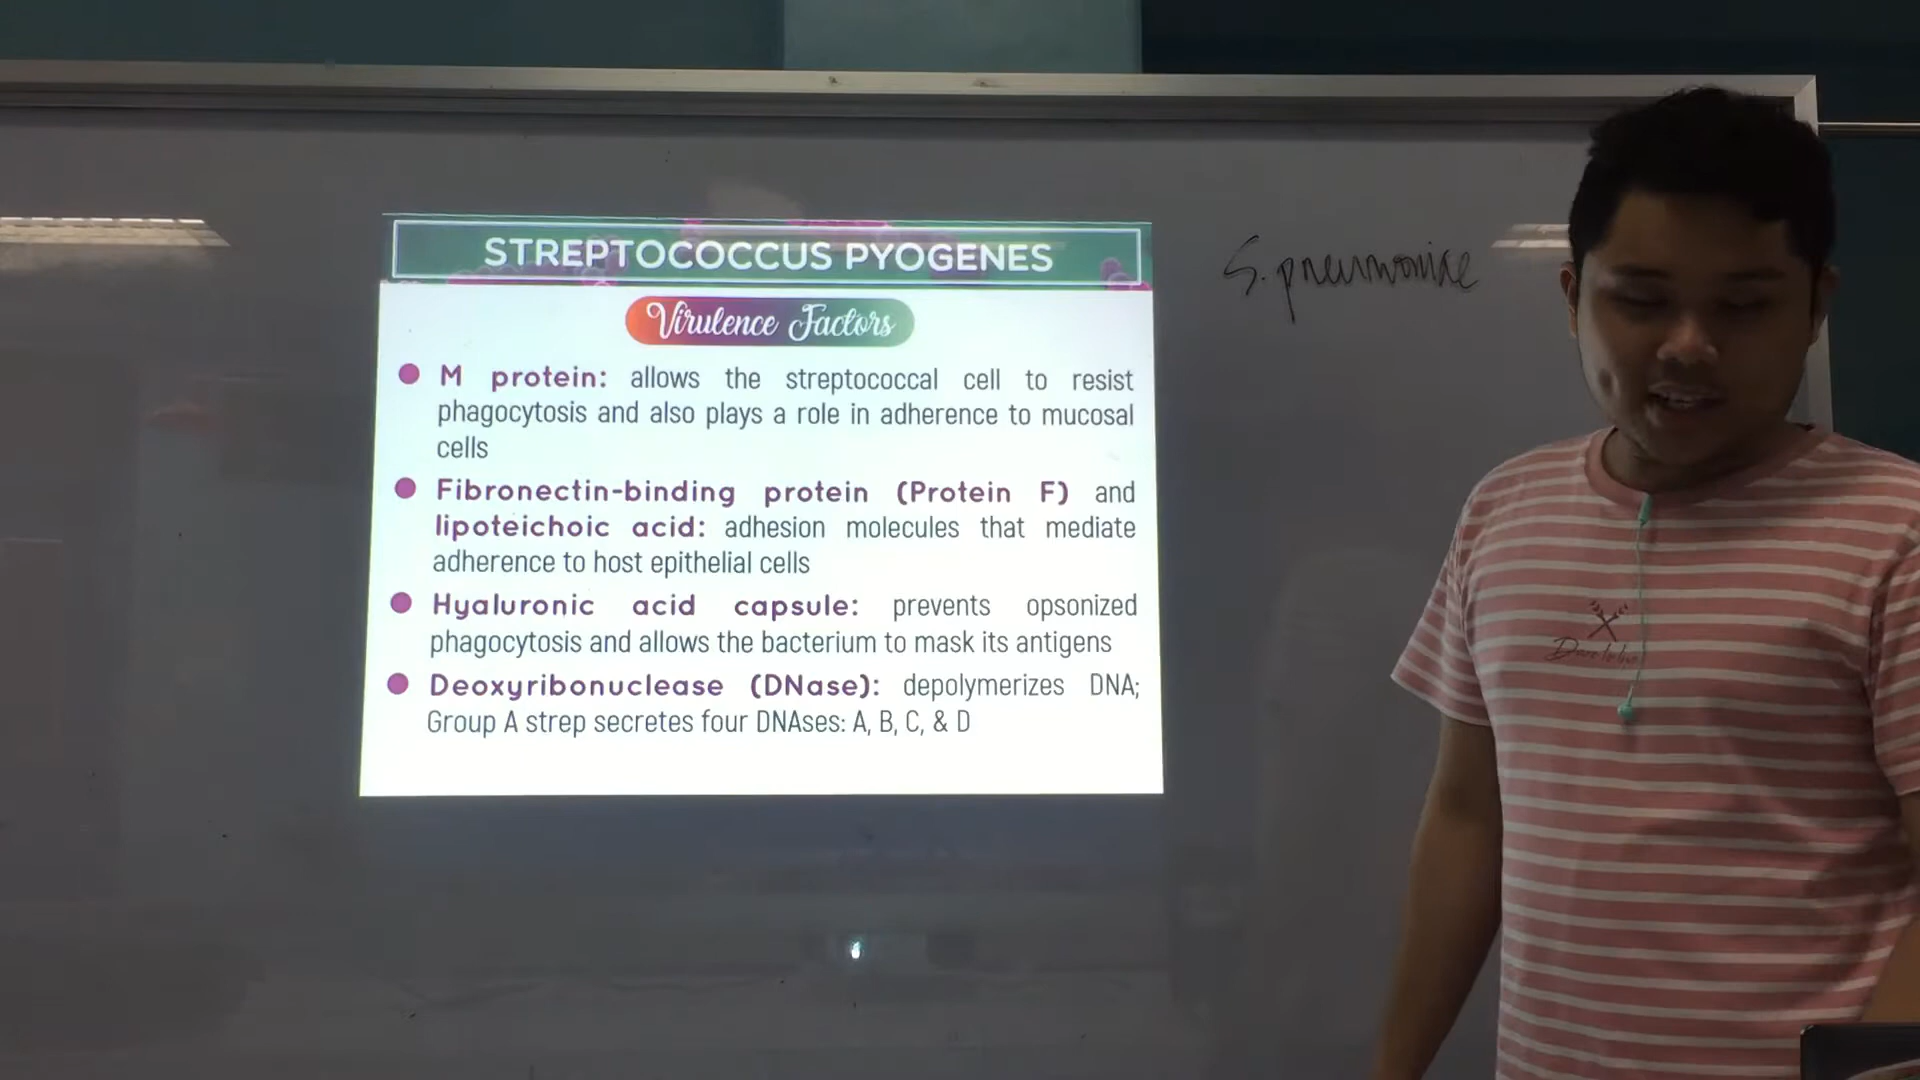 STREPTOCOCCUS PYOGENES
Virulence Factors
M protein: allows the streptococcal cell to resist
phagocytosis and also plays a role in adherence to mucosal
cells
Fibronectin-binding protein (Protein F) and
lipoteichoic acid: adhesion molecules that mediate
adherence to host epithelial cells
Hyaluronic acid capsule: prevents opsonized
phagocytosis and allows the bacterium to mask its antigens
Deoxyribonuclease (DNase): depolymerizes DNA;
Group A strep secretes four DNAses: A, B, C, & D
S. pneumoniae